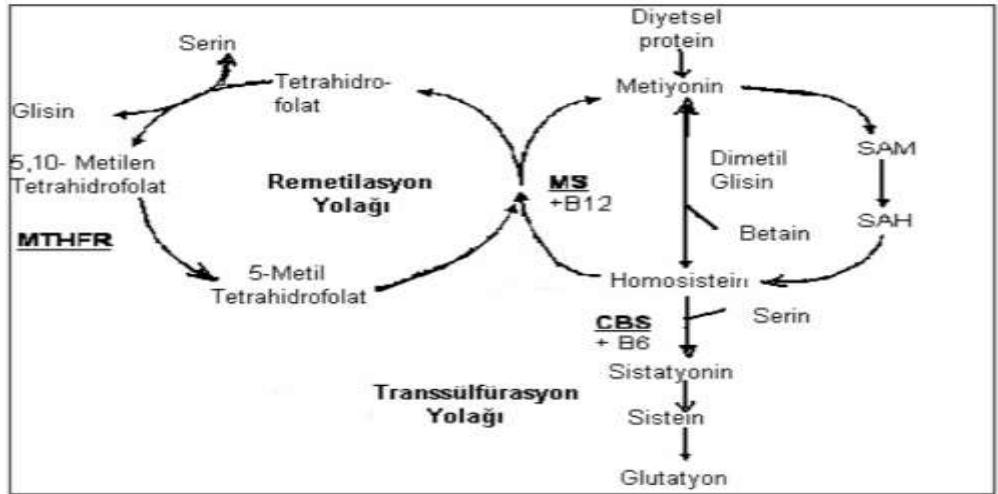 Diyetsel
protein
Serin
Tetrahidro-
folat
Metiyonin
Glisin
5,10- Metilen
Tetrahidrofolat
Remetilasyon
Yolağı
MS
+B12
Dimetil
Glisin
SAM
MTHFR
Betain
SAH
5-Metil
Tetrahidrofolat
Homosistein
CBS
+ B6
Serin
Sistatyonin
Transsülfürasyon
Yolağı
Sistein
Glutatyon